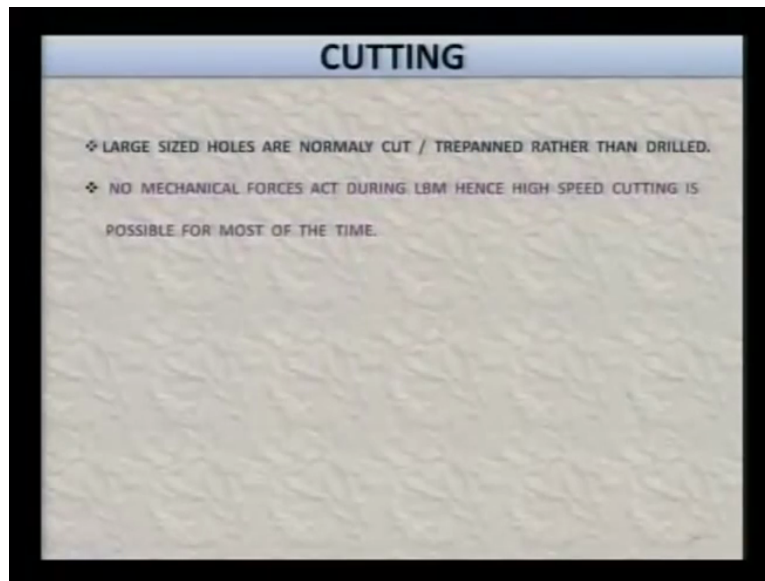 CUTTING
❖ LARGE SIZED HOLES ARE NORMALY CUT / TREPANNED RATHER THAN DRILLED.
❖ NO MECHANICAL FORCES ACT DURING LBM HENCE HIGH SPEED CUTTING IS
POSSIBLE FOR MOST OF THE TIME.